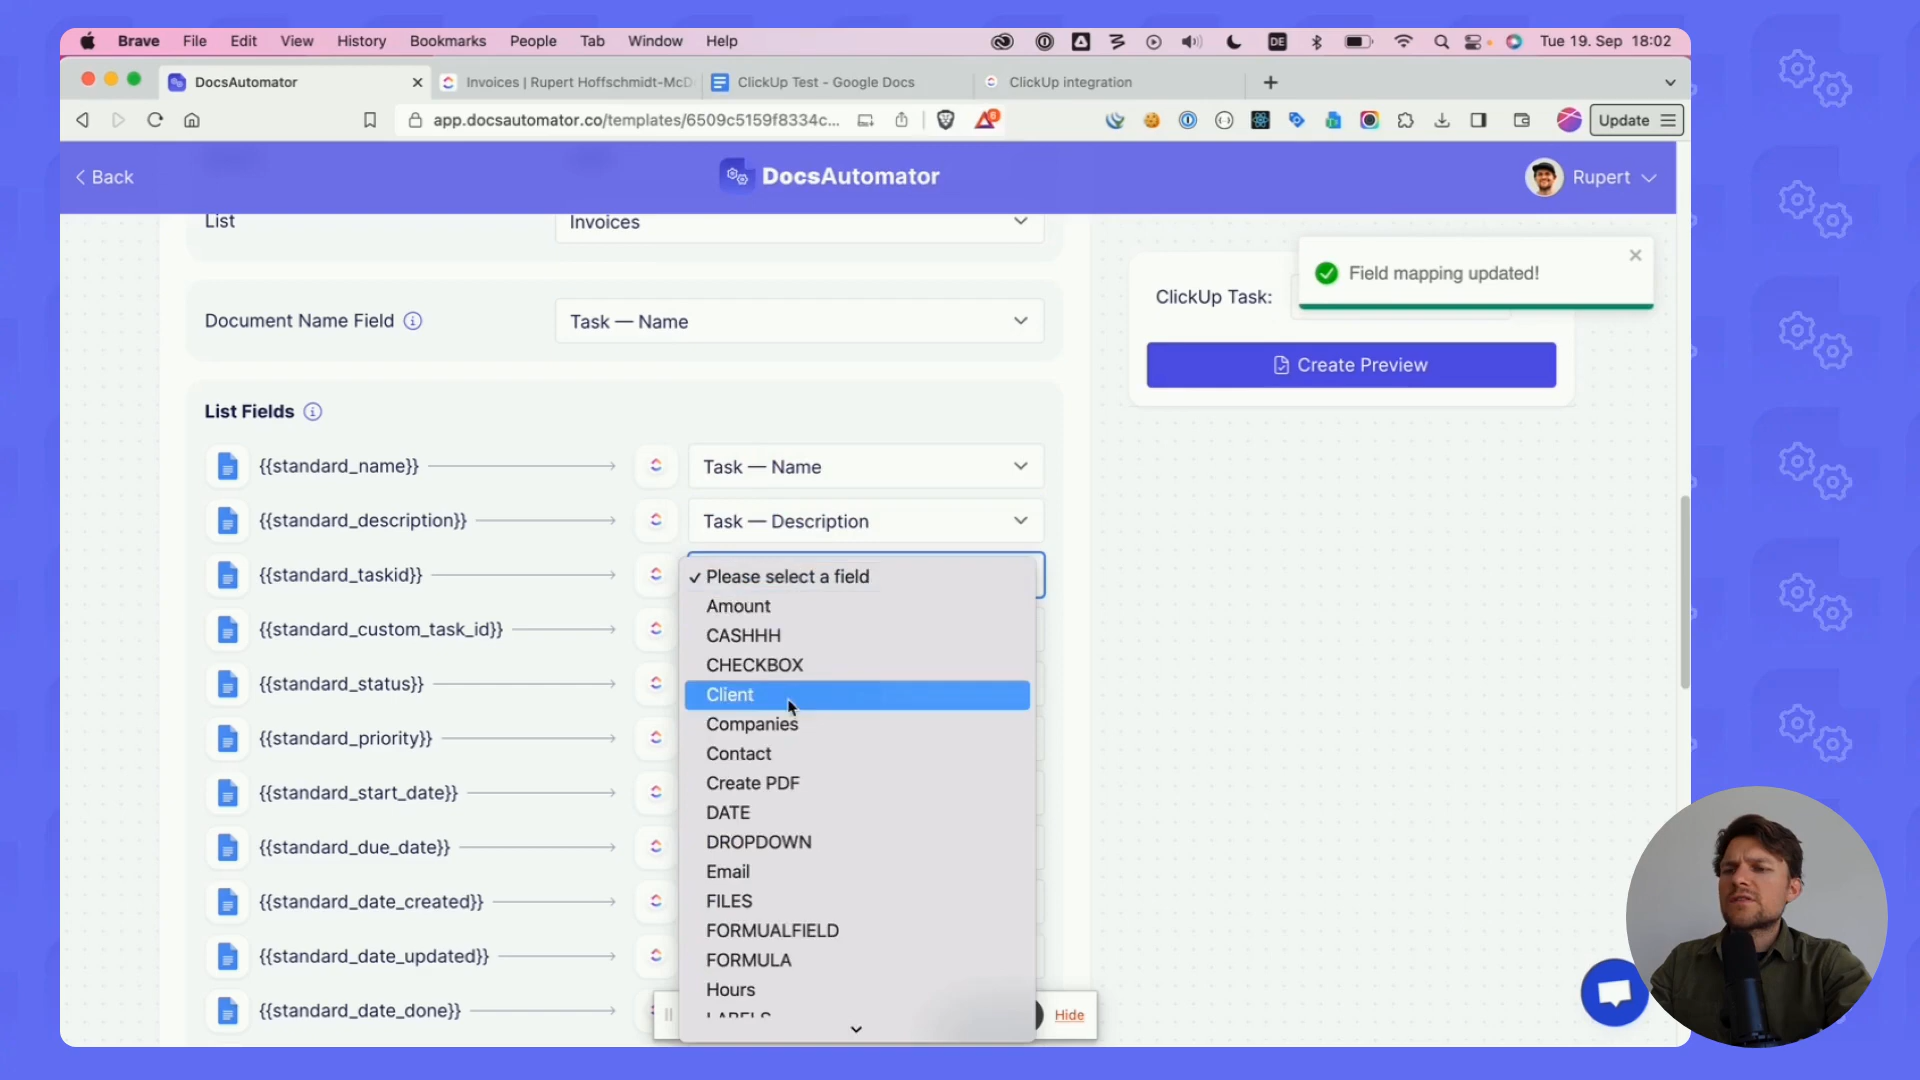 Brave File Edit View History Bookmarks People Tab Window Help DE Tue 19. Sep 18:02
DocsAutomator Invoices | Rupert Hoffschmidt-McD ClickUp Test - Google Docs ClickUp integration
app.docsautomator.co/templates/6509c5159f8334c... Update
Back DocsAutomator Rupert
List Invoices
Field mapping updated!
ClickUp Task:
Document Name Field Task — Name
Create Preview
List Fields
{{standard_name}} Task — Name
{{standard_description}} Task — Description
{{standard_taskid}}
{{standard_custom_task_id}}
{{standard_status}}
{{standard_priority}}
{{standard_start_date}}
{{standard_due_date}}
{{standard_date_created}}
{{standard_date_updated}}
{{standard_date_done}}
Please select a field
Amount
CASHHH
CHECKBOX
Client
Companies
Contact
Create PDF
DATE
DROPDOWN
Email
FILES
FORMUALFIELD
FORMULA
Hours
LABELS
Hide